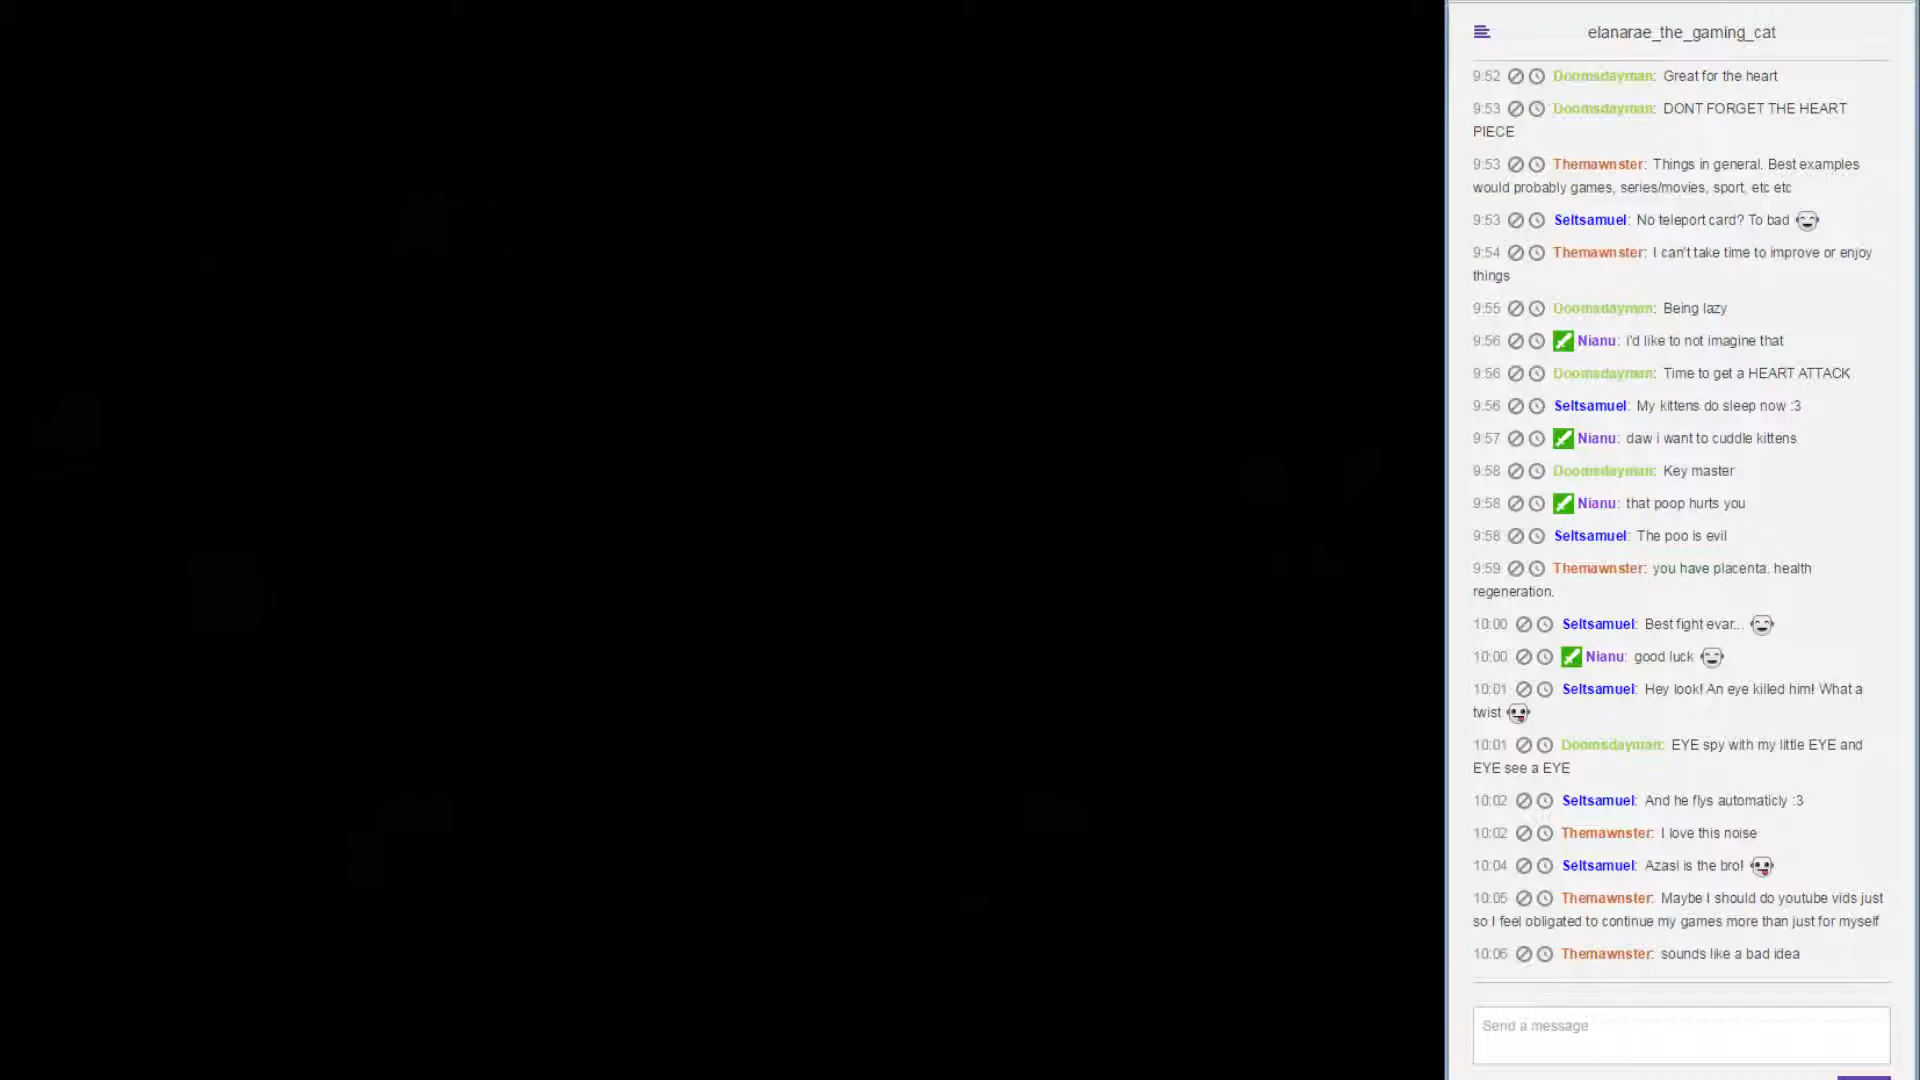 elanarae_the_gaming_cat
9:52 Doomsdayman: Great for the heart
9:53 Doomsdayman: DONT FORGET THE HEART
PIECE
9:53 Themawnster: Things in general. Best examples
would probably games, series/movies, sport, etc etc
9:53 Seltsamuel: No teleport card? To bad
9:54 Themawnster: I can't take time to improve or enjoy
things
9:55 Doomsdayman: Being lazy
9:56 Nianu: i'd like to not imagine that
9:56 Doomsdayman: Time to get a HEART ATTACK
9:56 Seltsamuel: My kittens do sleep now :3
9:57 Nianu: daw i want to cuddle kittens
9:58 Doomsdayman: Key master
9:58 Nianu: that poop hurts you
9:58 Seltsamuel: The poo is evil
9:59 Themawnster: you have placenta. health
regeneration.
10:00 Seltsamuel: Best fight evar...
10:00 Nianu: good luck
10:01 Seltsamuel: Hey look! An eye killed him! What a
twist
10:01 Doomsdayman: EYE spy with my little EYE and
EYE see a EYE
10:02 Seltsamuel: And he flys automaticly :3
10:02 Themawnster: I love this noise
10:04 Seltsamuel: Azasl is the bro!
10:05 Themawnster: Maybe I should do youtube vids just
so I feel obligated to continue my games more than just for myself
10:06 Themawnster: sounds like a bad idea
Send a message